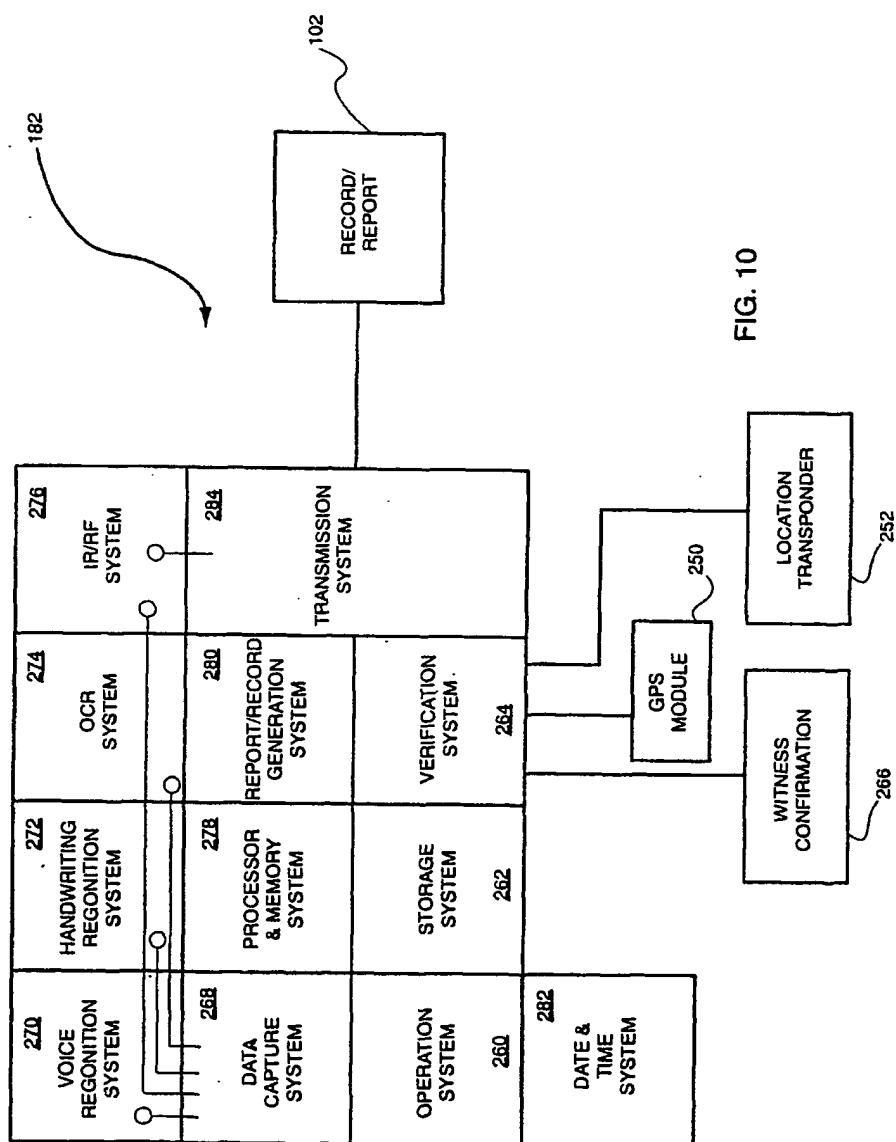 182
270
VOICE
REGONITION
SYSTEM
272
HANDWRITING
REGONITION
SYSTEM
274
OCR
SYSTEM
276
IR/RF
SYSTEM
268
DATA
CAPTURE
SYSTEM
278
PROCESSOR
& MEMORY
SYSTEM
280
REPORT/RECORD
GENERATION
SYSTEM
284
TRANSMISSION
SYSTEM
RECORD/
REPORT
102
OPERATION
SYSTEM
260
STORAGE
SYSTEM
262
VERIFICATION
SYSTEM
264
282
DATE &
TIME
SYSTEM
GPS
MODULE
250
WITNESS
CONFIRMATION
266
LOCATION
TRANSPONDER
252
FIG. 10